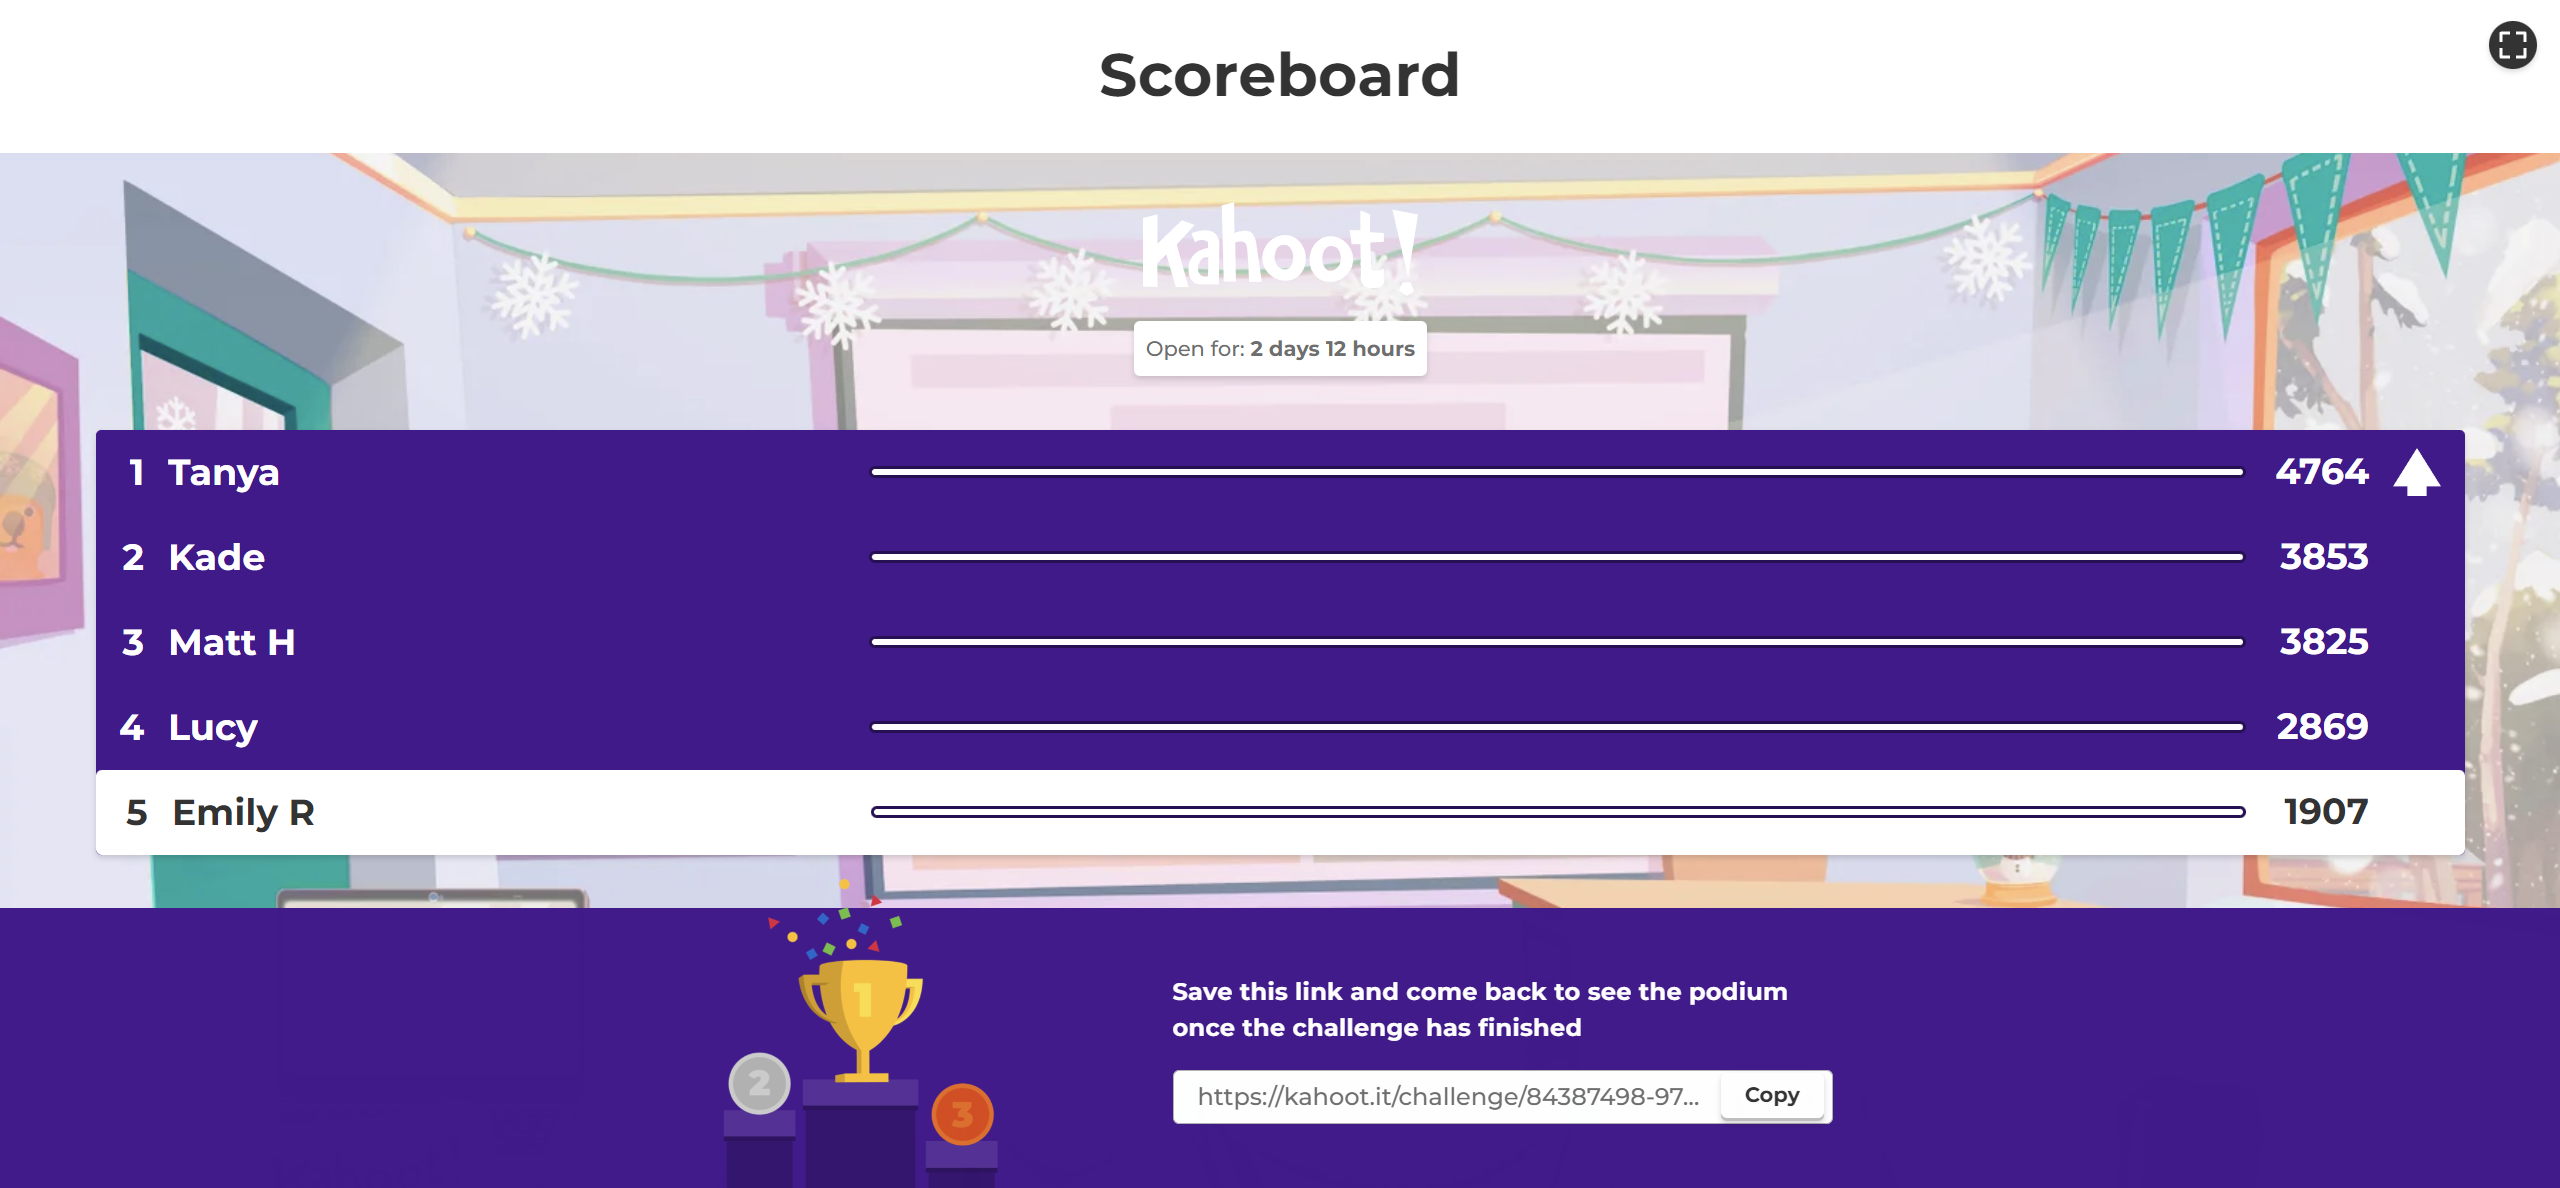 Scoreboard
Kahoot!
Open for: 2 days 12 hours
1 Tanya 4764
2 Kade 3853
3 Matt H 3825
4 Lucy 2869
5 Emily R 1907
1
2
3
Save this link and come back to see the podium
once the challenge has finished
https://kahoot.it/challenge/84387498-97... Copy